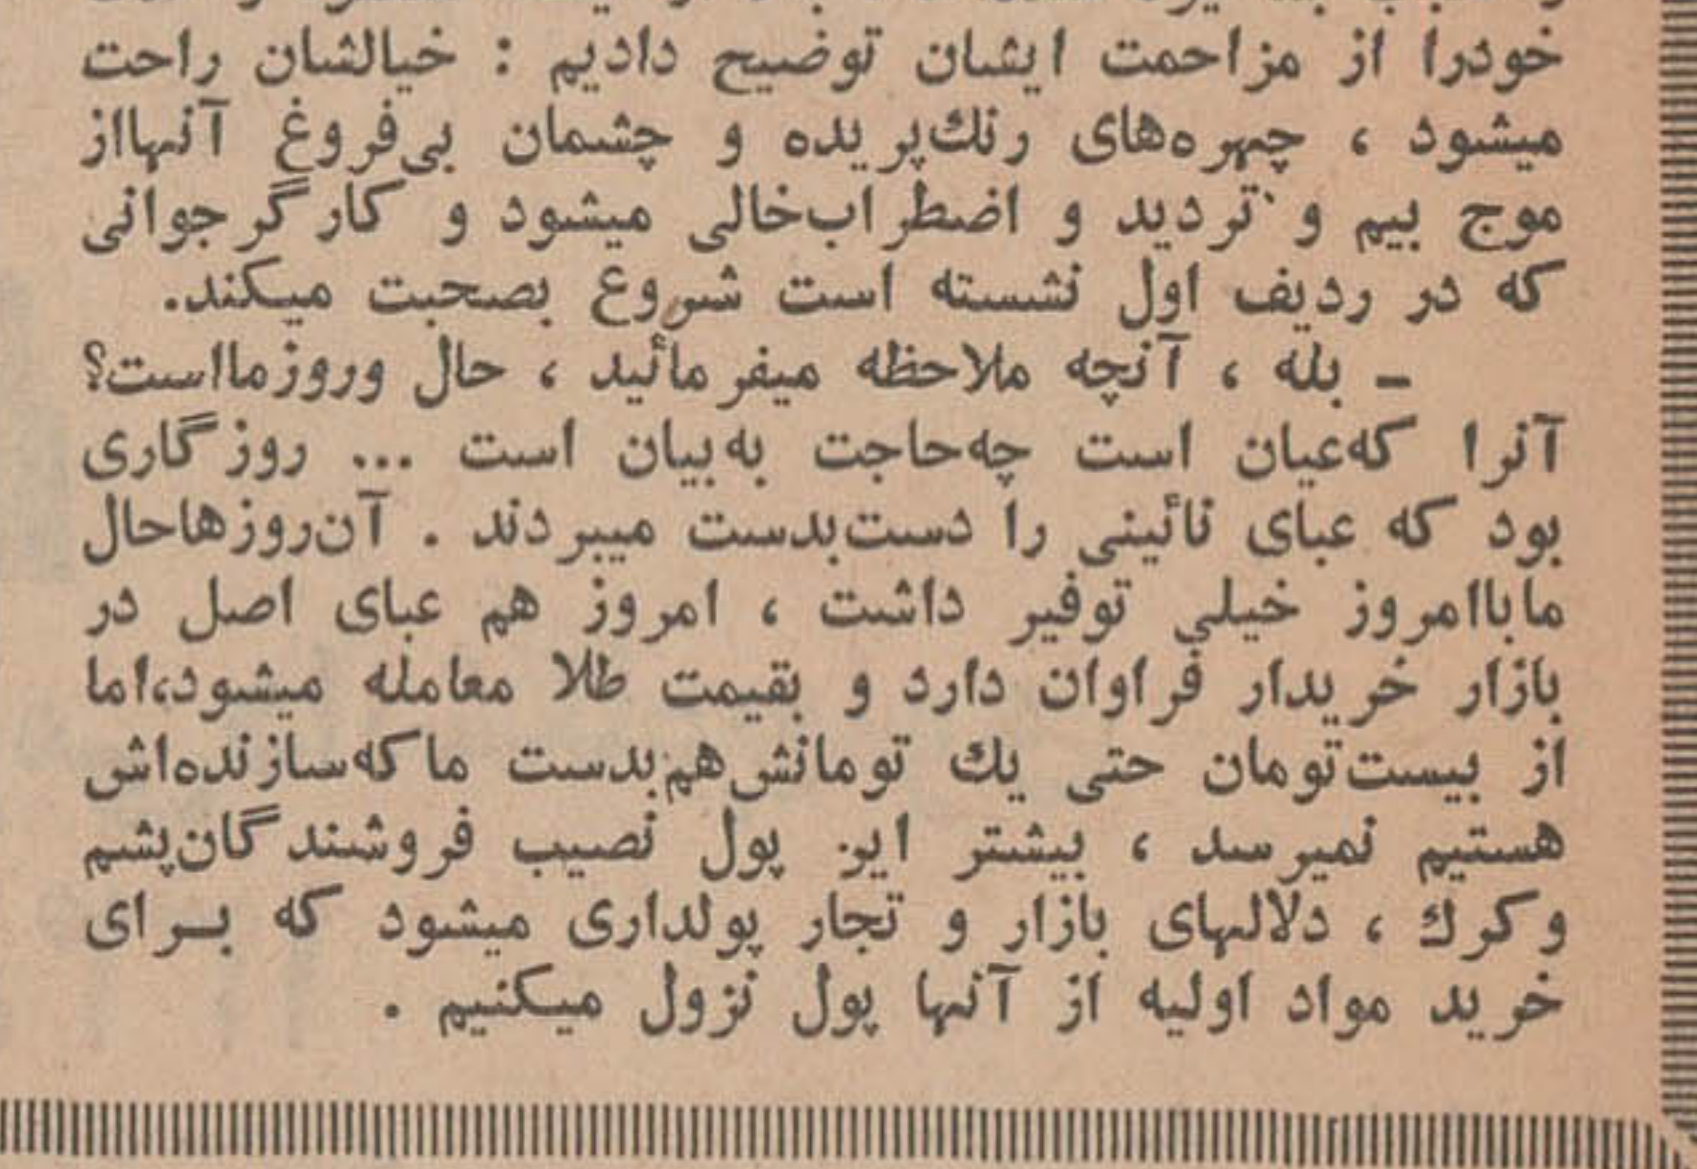 خودرا از مزاحمت ایشان توضیح دادیم : خیالشان راحت
میشود ، چهره‌های رنك‌پریده و چشمان بی‌فروغ آنهااز
موج بیم و تردید و اضطراب‌خالی میشود و کارگر جوانی
که در ردیف اول نشسته است شروع بصحبت میکند.
ـ بله ، آنچه ملاحظه میفرمائید ، حال وروزمااست؟
آنرا که‌عیان است چه‌حاجت به‌بیان است ... روزگاری
بود که عبای نائینی را دست‌بدست میبردند . آن‌روزهاحال
ماباامروز خیلی توفیر داشت ، امروز هم عبای اصل در
بازار خریدار فراوان دارد و بقیمت طلا معامله میشود،اما
از بیست‌تومان حتی یك تومانش‌هم‌بدست ماکه‌سازنده‌اش
هستیم نمیرسد ، بیشتر این پول نصیب فروشندگان‌پشم
وکرك ، دلالهای بازار و تجار پولداری میشود که بـرای
خرید مواد اولیه از آنها پول نزول میکنیم .